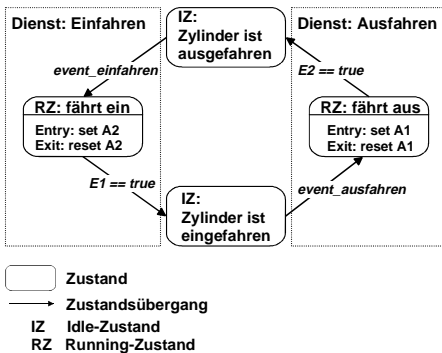 Dienst: Einfahren
IZ:
Zylinder ist
ausgefahren
Dienst: Ausfahren
event_einfahren
E2 == true
RZ: fährt ein
Entry: set A2
Exit: reset A2
RZ: fährt aus
Entry: set A1
Exit: reset A1
E1 == true
event_ausfahren
IZ:
Zylinder ist
eingefahren
Zustand
Zustandsübergang
IZ Idle-Zustand
RZ Running-Zustand